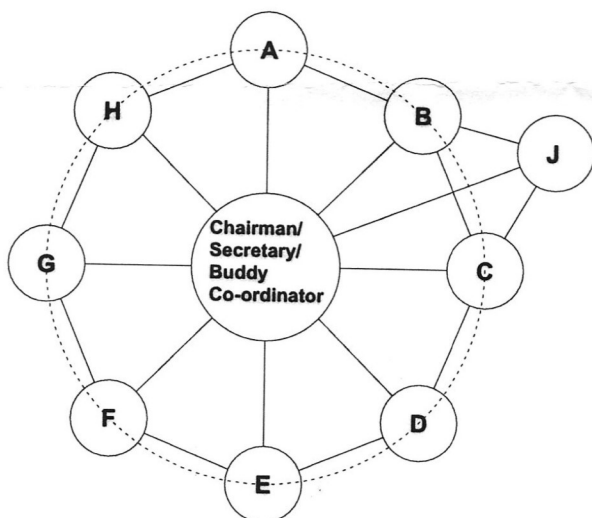 A
H
B
J
Chairman/
Secretary/
Buddy
Co-ordinator
G
C
F
D
E